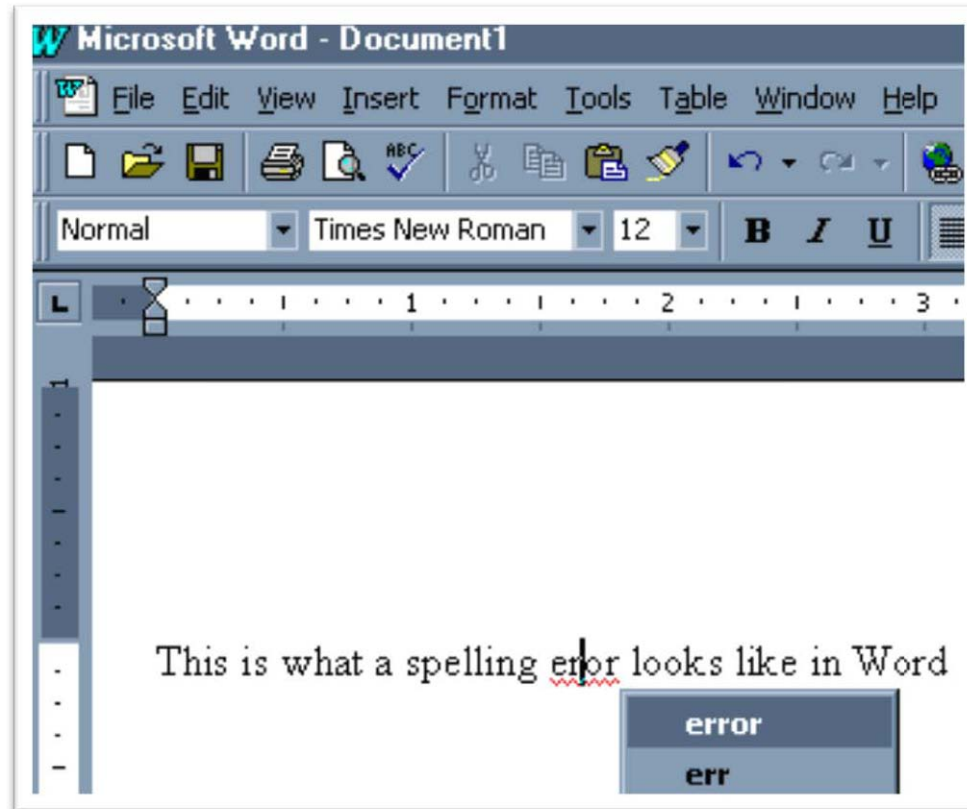 Microsoft Word - Document1
File Edit View Insert Format Tools Table Window Help
ABC
Normal Times New Roman 12 B I U
L 1 2 3
This is what a spelling eror looks like in Word
error
err